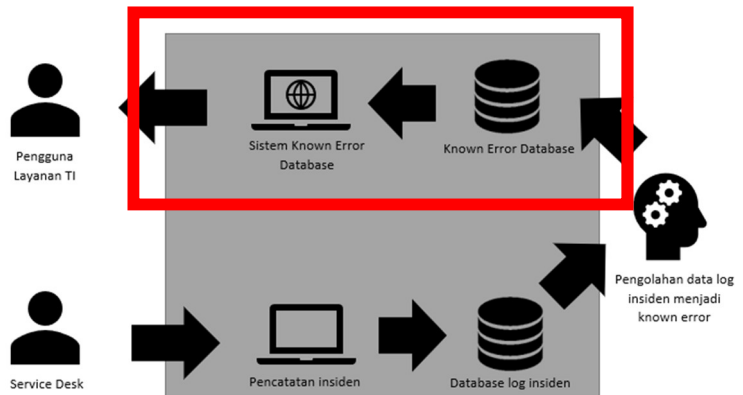 Pengguna
Layanan TI
Sistem Known Error
Database
Known Error Database
Pengolahan data log
insiden menjadi
known error
Service Desk
Pencatatan insiden
Database log insiden